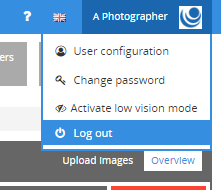 ?
A Photographer
ers
User configuration
Change password
Activate low vision mode
Log out
Upload Images
Overview